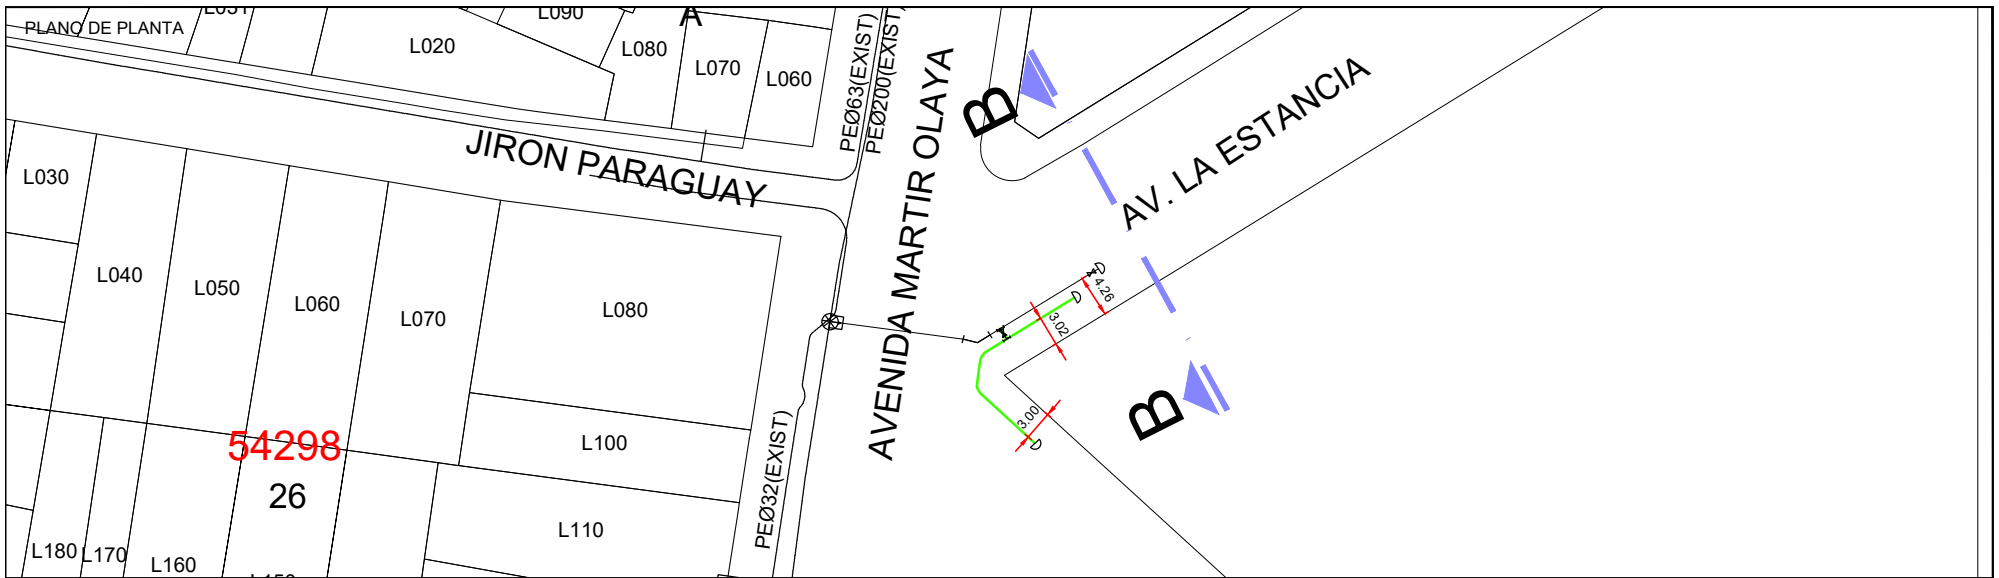 PLANO DE PLANTA
L090
A
L020
L080
L070
L060
PEØ63(EXIST)
PEØ200(EXIST)
JIRON PARAGUAY
AVENIDA MARTIR OLAYA
B
AV. LA ESTANCIA
L030
L040
L050
L060
L070
L080
4.26
3.02
3.00
B
L100
54298
26
PEØ32(EXIST)
L110
L180
L170
L160